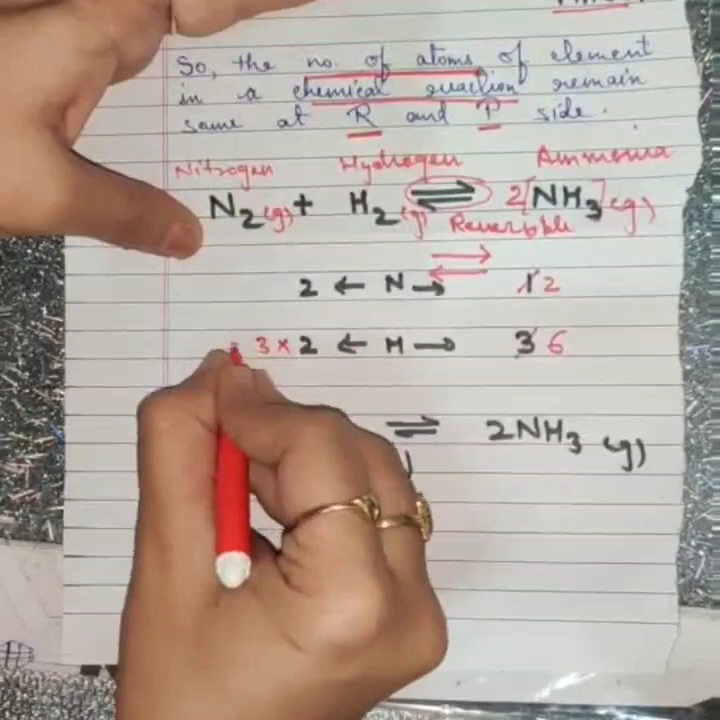 So, the no. of atoms of element
in a chemical reaction remain
same at R and P side.
Nitrogen Hydrogen Ammonia
N2(g) + H2(g) ⇌ 2[NH3](g)
Reversible
2 ← N → 1 2
3 × 2 ← H → 3 6
⇌ 2NH3 (g)